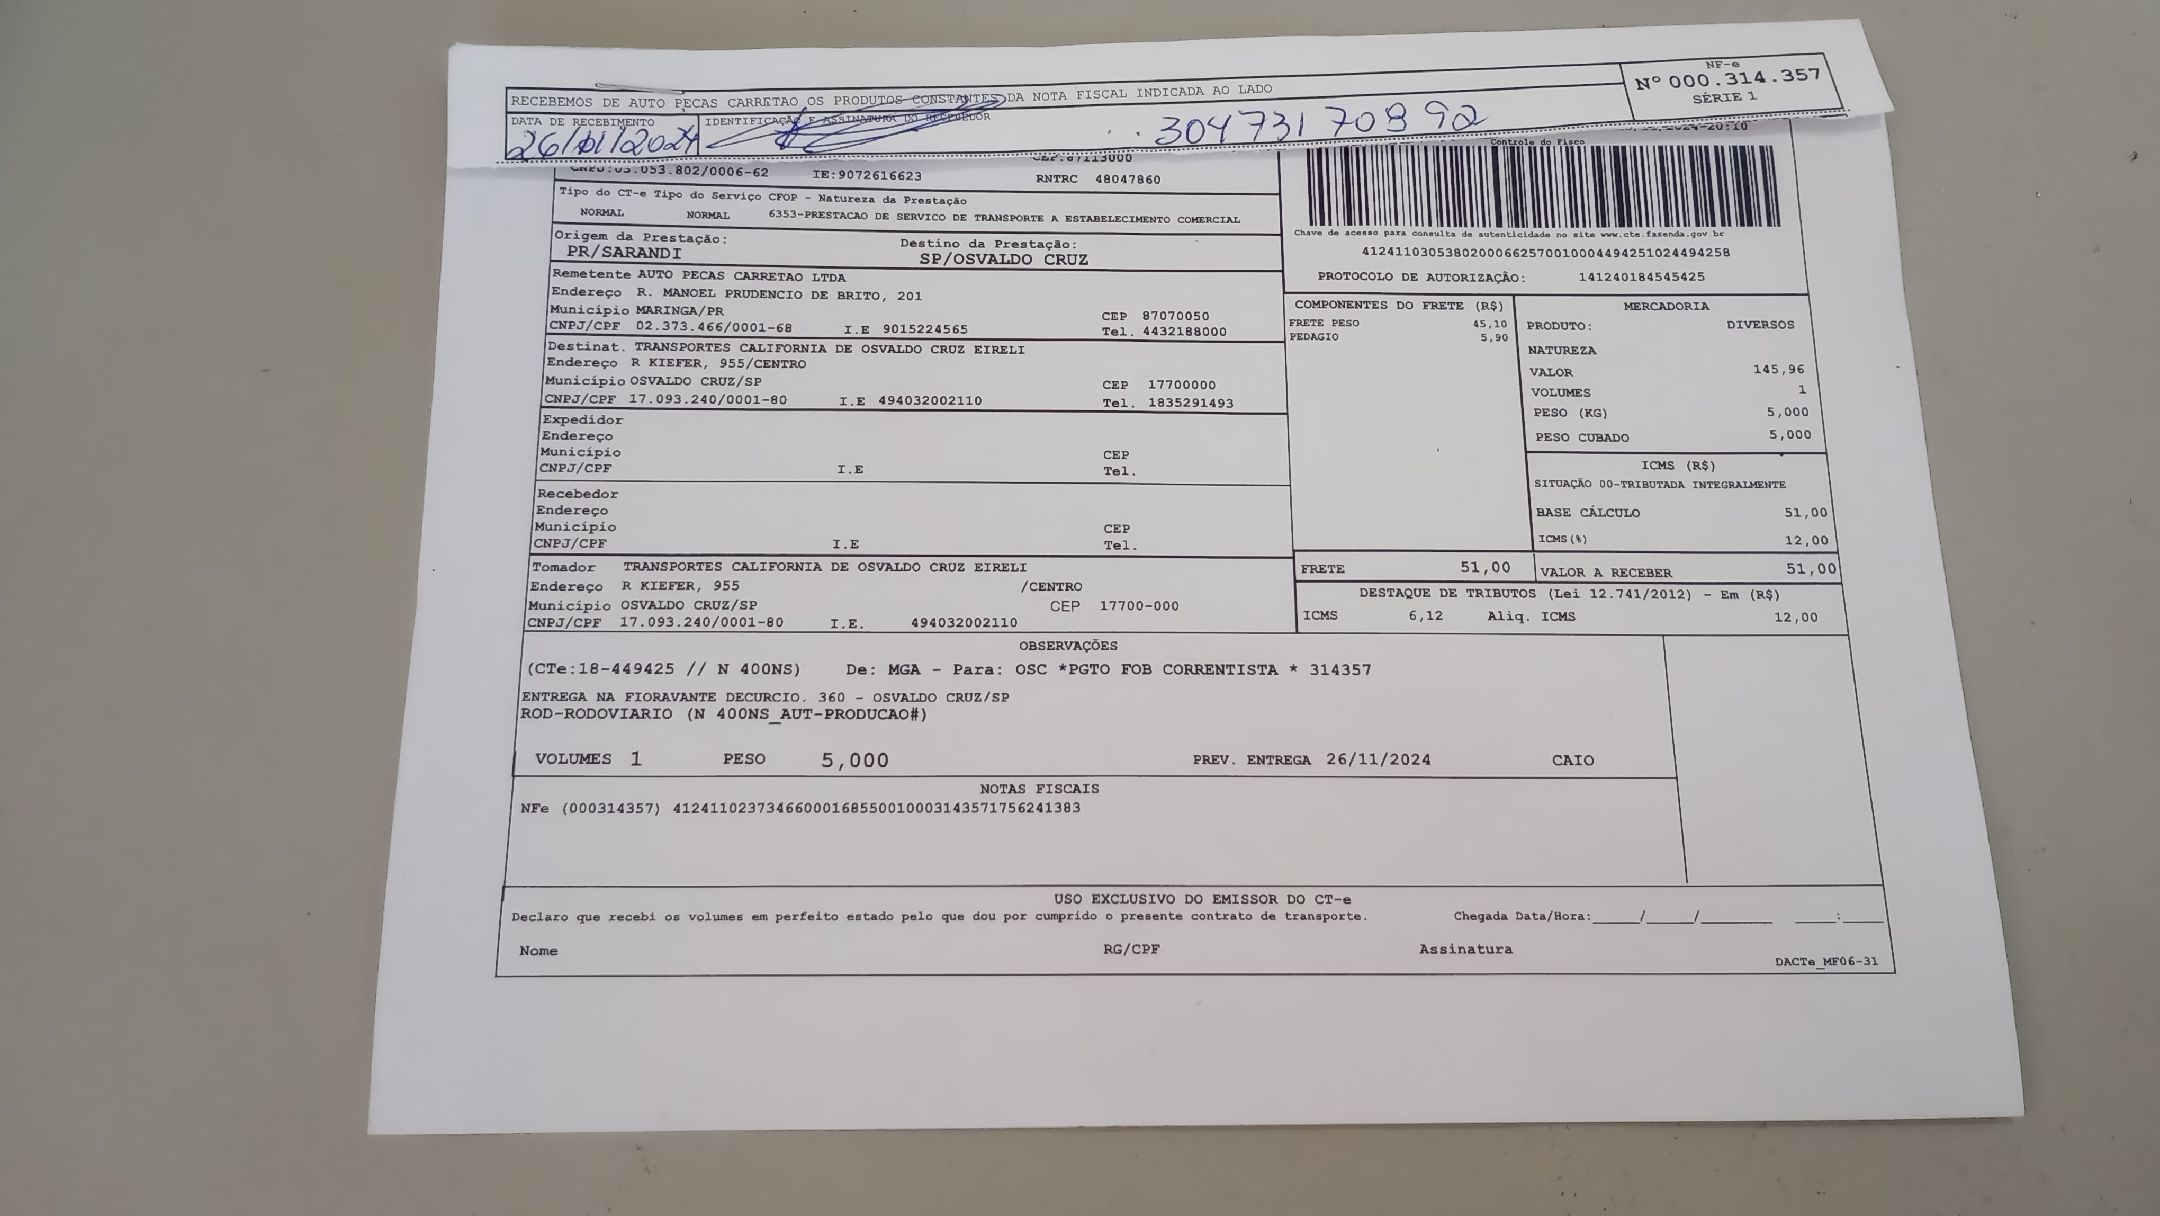 RECEBEMOS DE AUTO PEÇAS CARRETAO OS PRODUTOS CONSTANTES DA NOTA FISCAL INDICADA AO LADO
NF-e
Nº 000.314.357
SÉRIE 1
DATA DE RECEBIMENTO
IDENTIFICAÇÃO E ASSINATURA DO RECEBEDOR
26/11/2024
30473170892
CEP:87113000
CNPJ:03.053.802/0006-62 IE:9072616623 RNTRC 48047860
Controle do Fisco
Tipo do CT-e Tipo do Serviço CFOP - Natureza da Prestação
NORMAL NORMAL 6353-PRESTACAO DE SERVICO DE TRANSPORTE A ESTABELECIMENTO COMERCIAL
Chave de acesso para consulta de autenticidade no site www.cte.fazenda.gov.br
41241103053802000662570010004494251024494258
PROTOCOLO DE AUTORIZAÇÃO: 141240184545425
Origem da Prestação: Destino da Prestação:
PR/SARANDI SP/OSVALDO CRUZ
Remetente AUTO PECAS CARRETAO LTDA
Endereço R. MANOEL PRUDENCIO DE BRITO, 201
Município MARINGA/PR CEP 87070050
CNPJ/CPF 02.373.466/0001-68 I.E 9015224565 Tel. 4432188000
Destinat. TRANSPORTES CALIFORNIA DE OSVALDO CRUZ EIRELI
Endereço R KIEFER, 955/CENTRO
Município OSVALDO CRUZ/SP CEP 17700000
CNPJ/CPF 17.093.240/0001-80 I.E 494032002110 Tel. 1835291493
Expedidor
Endereço
Município CEP
CNPJ/CPF I.E Tel.
Recebedor
Endereço
Município CEP
CNPJ/CPF I.E Tel.
Tomador TRANSPORTES CALIFORNIA DE OSVALDO CRUZ EIRELI
Endereço R KIEFER, 955 /CENTRO
Município OSVALDO CRUZ/SP CEP 17700-000
CNPJ/CPF 17.093.240/0001-80 I.E. 494032002110
COMPONENTES DO FRETE (R$)
FRETE PESO 45,10
PEDAGIO 5,90
MERCADORIA
PRODUTO: DIVERSOS
NATUREZA
VALOR 145,96
VOLUMES 1
PESO (KG) 5,000
PESO CUBADO 5,000
ICMS (R$)
SITUAÇÃO 00-TRIBUTADA INTEGRALMENTE
BASE CÁLCULO 51,00
ICMS(%) 12,00
FRETE 51,00 VALOR A RECEBER 51,00
DESTAQUE DE TRIBUTOS (Lei 12.741/2012) - Em (R$)
ICMS 6,12 Aliq. ICMS 12,00
OBSERVAÇÕES
(CTe:18-449425 // N 400NS) De: MGA - Para: OSC *PGTO FOB CORRENTISTA * 314357
ENTREGA NA FIORAVANTE DECURCIO. 360 - OSVALDO CRUZ/SP
ROD-RODOVIARIO (N 400NS_AUT-PRODUCAO#)
VOLUMES 1 PESO 5,000 PREV. ENTREGA 26/11/2024 CAIO
NOTAS FISCAIS
NFe (000314357) 41241102373466000168550010003143571756241383
USO EXCLUSIVO DO EMISSOR DO CT-e
Declaro que recebi os volumes em perfeito estado pelo que dou por cumprido o presente contrato de transporte. Chegada Data/Hora:____/____/______ ____:____
Nome RG/CPF Assinatura
DACTe_MF06-31